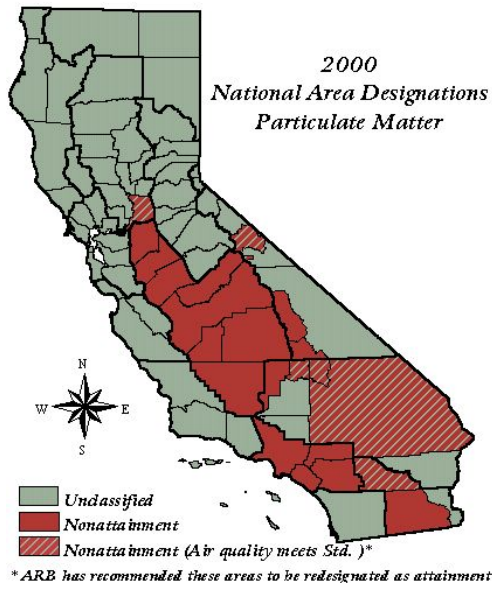 2000
National Area Designations
Particulate Matter
N
W E
S
Unclassified
Nonattainment
Nonattainment (Air quality meets Std. )*
* ARB has recommended these areas to be redesignated as attainment